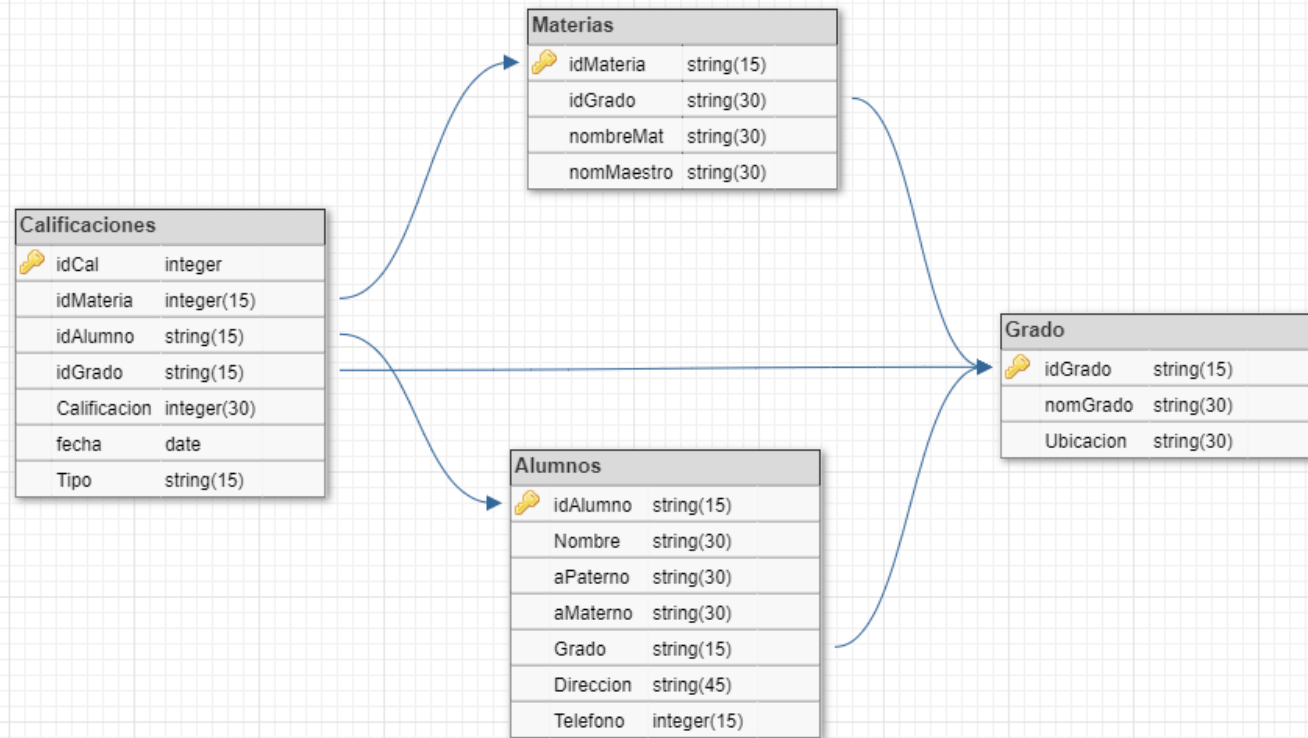 Materias
idMateria string(15)
idGrado string(30)
nombreMat string(30)
nomMaestro string(30)
Calificaciones
idCal integer
idMateria integer(15)
idAlumno string(15)
idGrado string(15)
Calificacion integer(30)
fecha date
Tipo string(15)
Grado
idGrado string(15)
nomGrado string(30)
Ubicacion string(30)
Alumnos
idAlumno string(15)
Nombre string(30)
aPaterno string(30)
aMaterno string(30)
Grado string(15)
Direccion string(45)
Telefono integer(15)